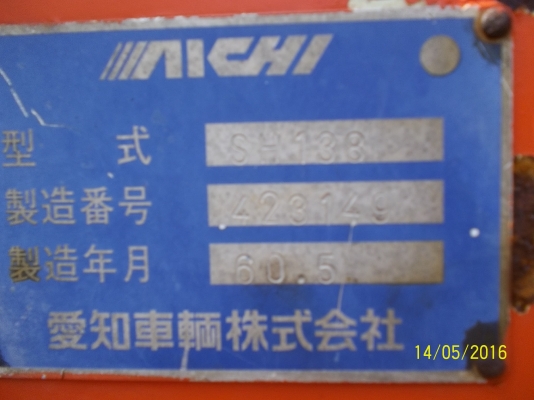 AICHI
型 式 SH138
製造番号 423149
製造年月 60.5
愛知車輌株式会社
14/05/2016